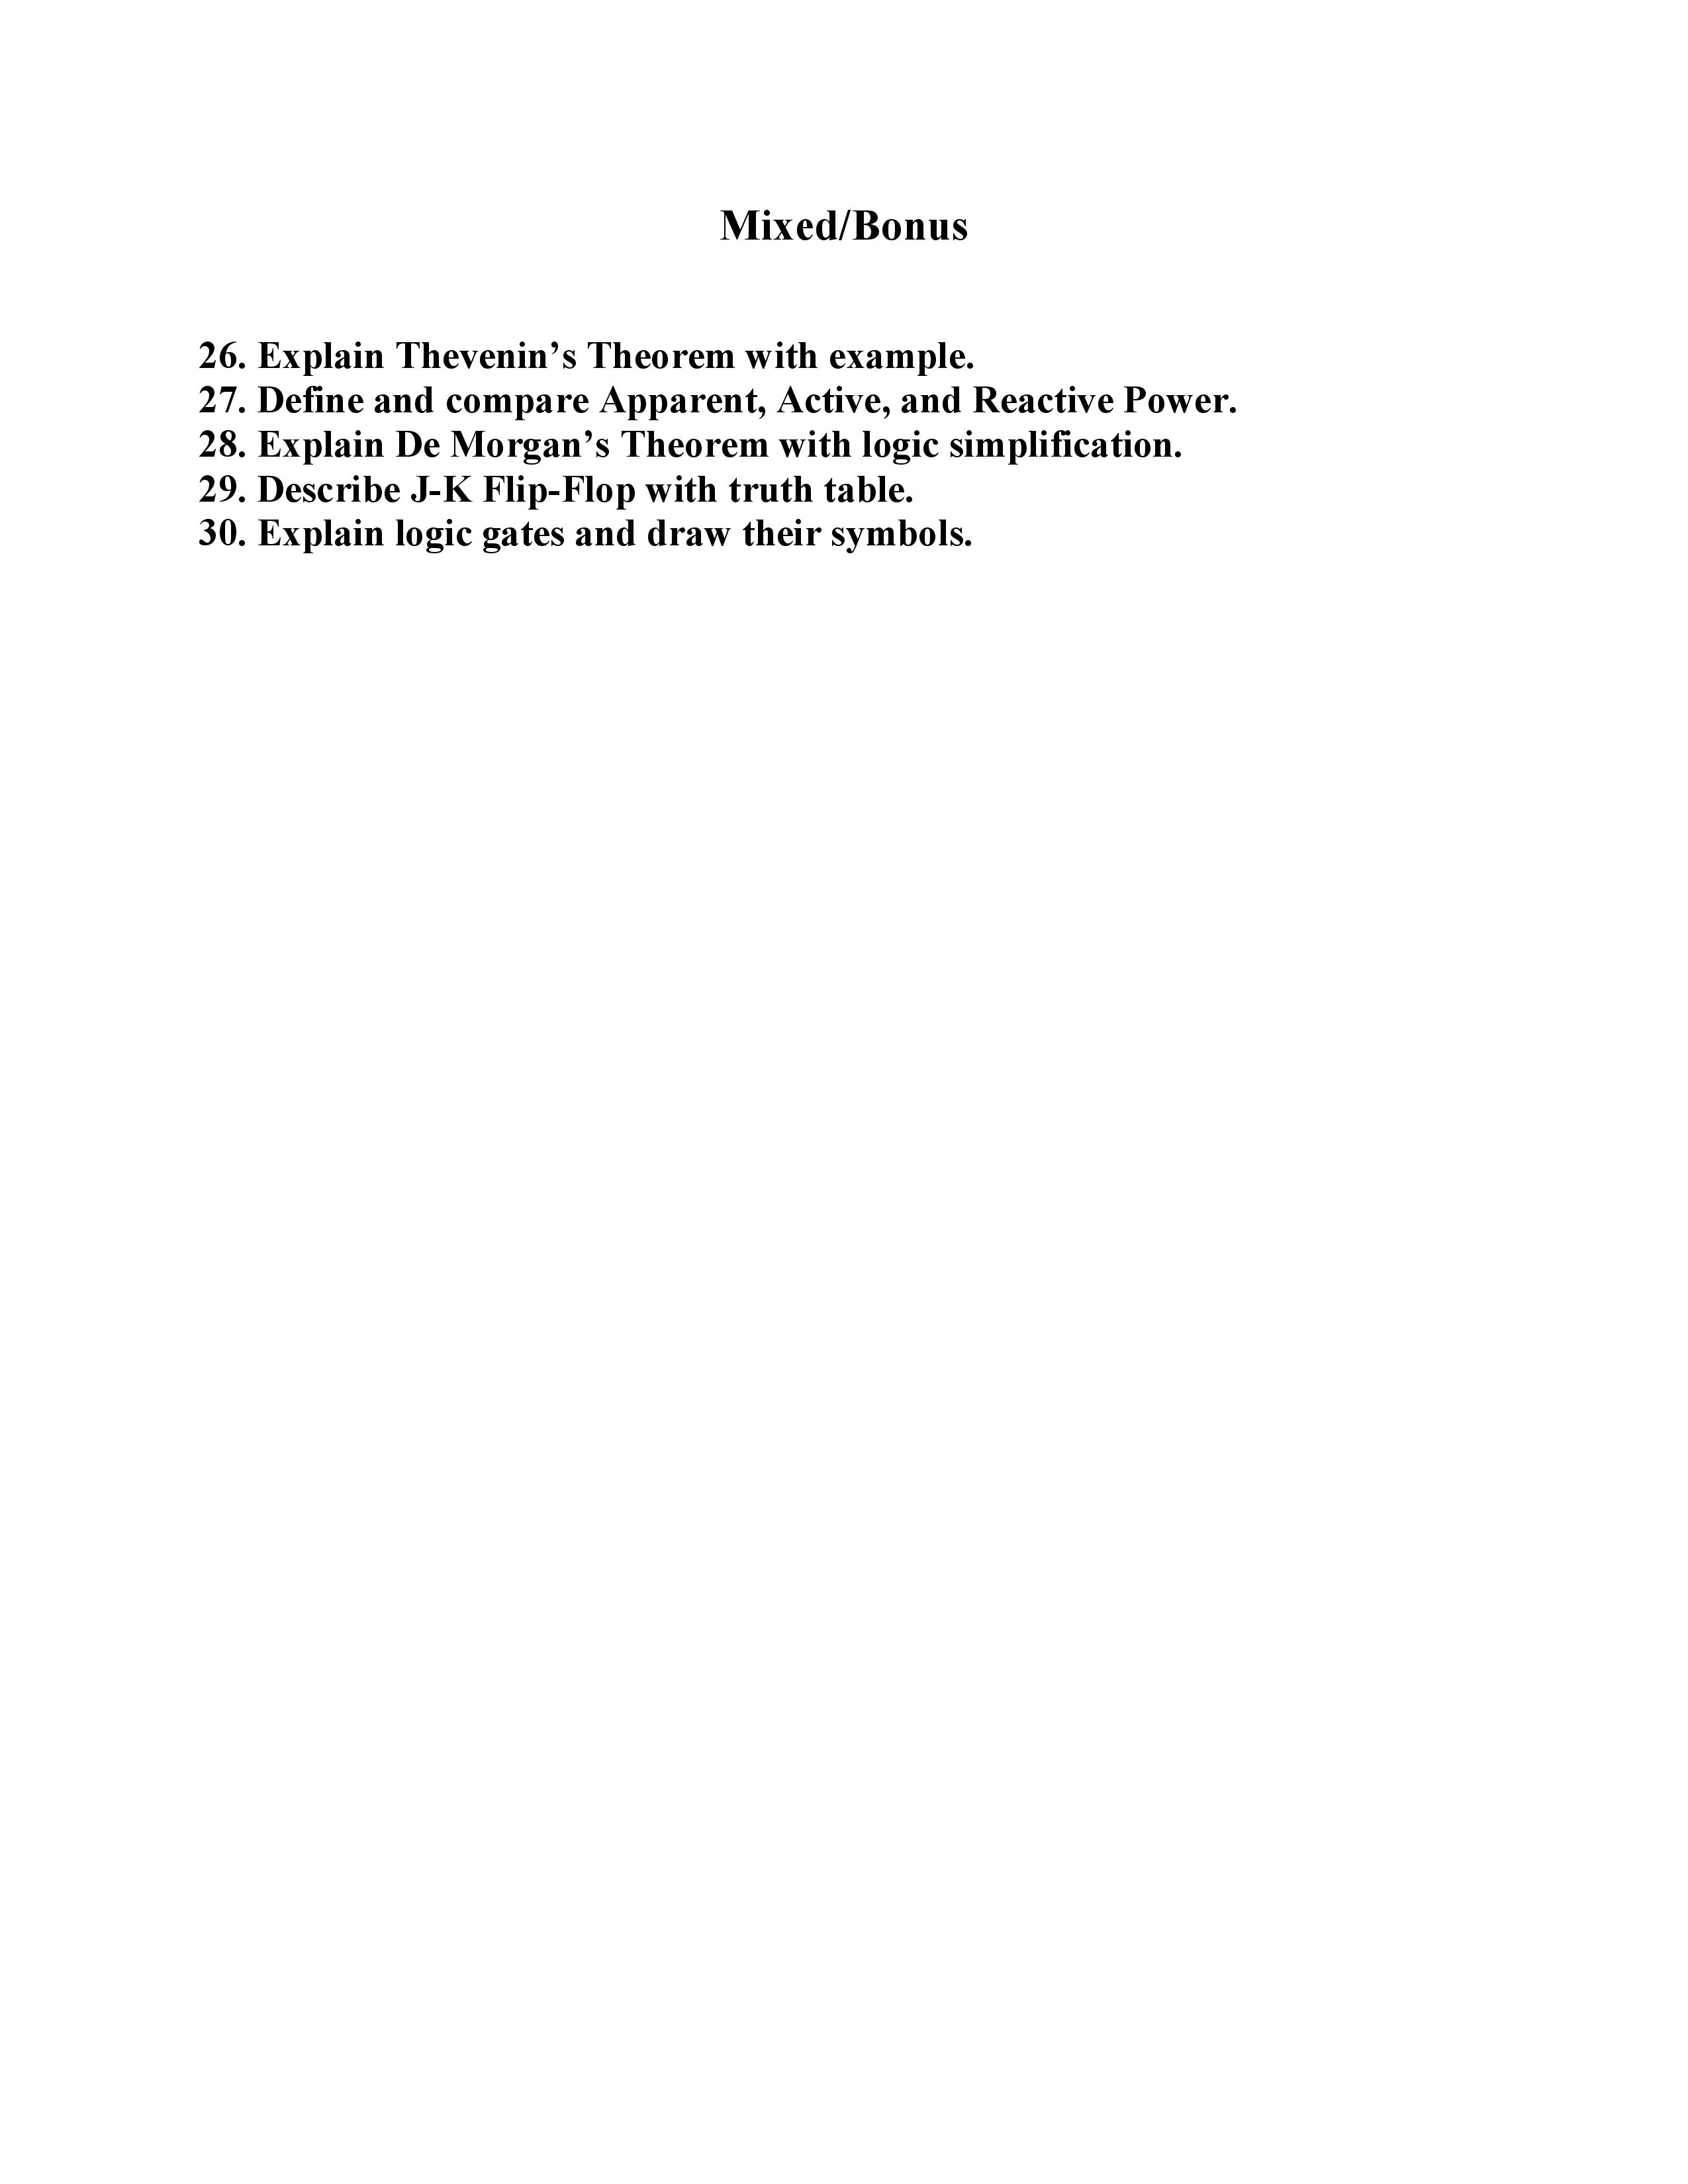 Mixed/Bonus
26. Explain Thevenin’s Theorem with example.
27. Define and compare Apparent, Active, and Reactive Power.
28. Explain De Morgan’s Theorem with logic simplification.
29. Describe J-K Flip-Flop with truth table.
30. Explain logic gates and draw their symbols.